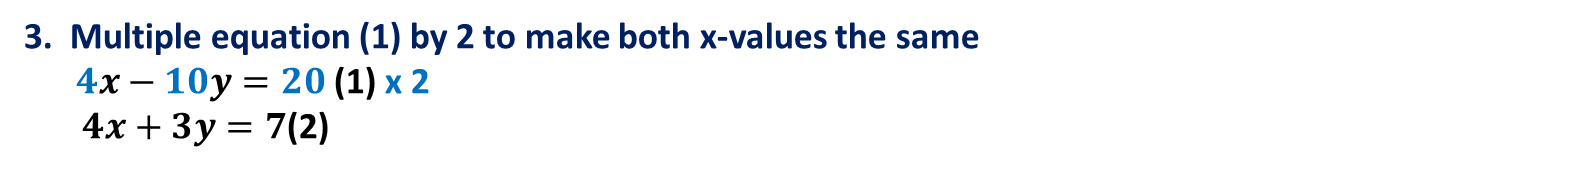 3. Multiple equation (1) by 2 to make both x-values the same
4x − 10y = 20 (1) x 2
4x + 3y = 7(2)